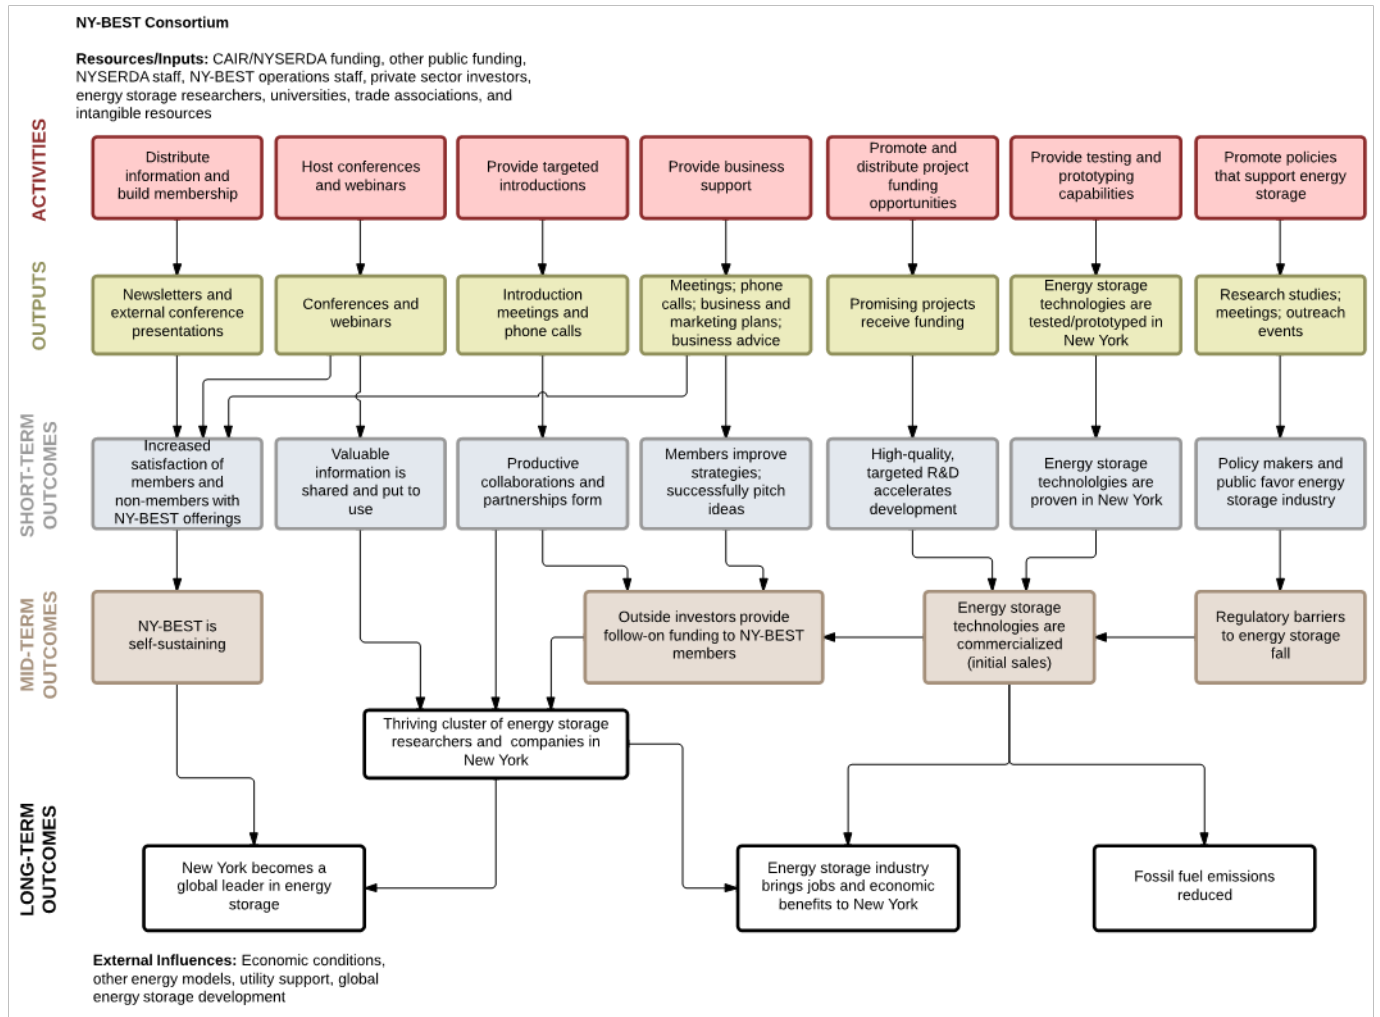 NY-BEST Consortium
Resources/Inputs: CAIR/NYSERDA funding, other public funding,
NYSERDA staff, NY-BEST operations staff, private sector investors,
energy storage researchers, universities, trade associations, and
intangible resources
ACTIVITIES
Distribute
information and
build membership
Host conferences
and webinars
Provide targeted
introductions
Provide business
support
Promote and
distribute project
funding
opportunities
Provide testing and
prototyping
capabilities
Promote policies
that support energy
storage
OUTPUTS
Newsletters and
external conference
presentations
Conferences and
webinars
Introduction
meetings and
phone calls
Meetings; phone
calls; business and
marketing plans;
business advice
Promising projects
receive funding
Energy storage
technologies are
tested/prototyped in
New York
Research studies;
meetings; outreach
events
SHORT-TERM
OUTCOMES
Increased
satisfaction of
members and
non-members with
NY-BEST offerings
Valuable
information is
shared and put to
use
Productive
collaborations and
partnerships form
Members improve
strategies;
successfully pitch
ideas
High-quality,
targeted R&D
accelerates
development
Energy storage
technololgies are
proven in New York
Policy makers and
public favor energy
storage industry
MID-TERM
OUTCOMES
NY-BEST is
self-sustaining
Outside investors provide
follow-on funding to NY-BEST
members
Energy storage
technologies are
commercialized
(initial sales)
Regulatory barriers
to energy storage
fall
Thriving cluster of energy storage
researchers and companies in
New York
LONG-TERM
OUTCOMES
New York becomes a
global leader in energy
storage
Energy storage industry
brings jobs and economic
benefits to New York
Fossil fuel emissions
reduced
External Influences: Economic conditions,
other energy models, utility support, global
energy storage development